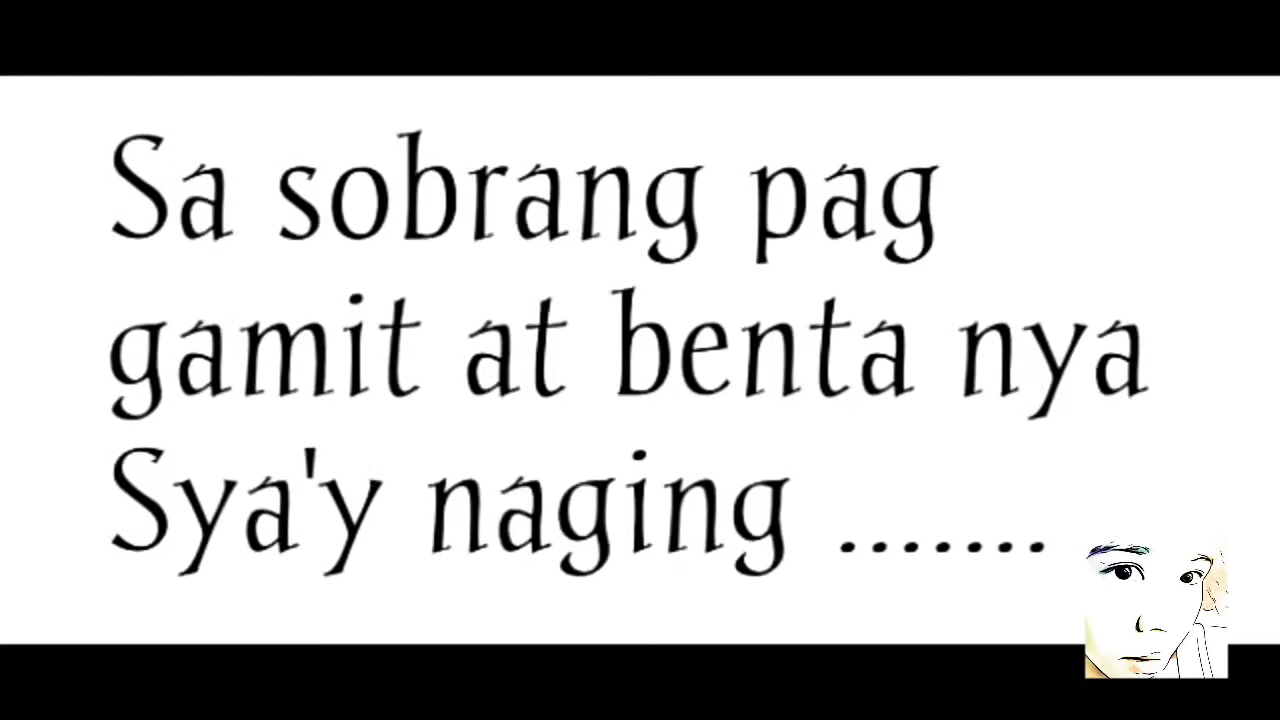 Sa sobrang pag
gamit at benta nya
Sya'y naging .......